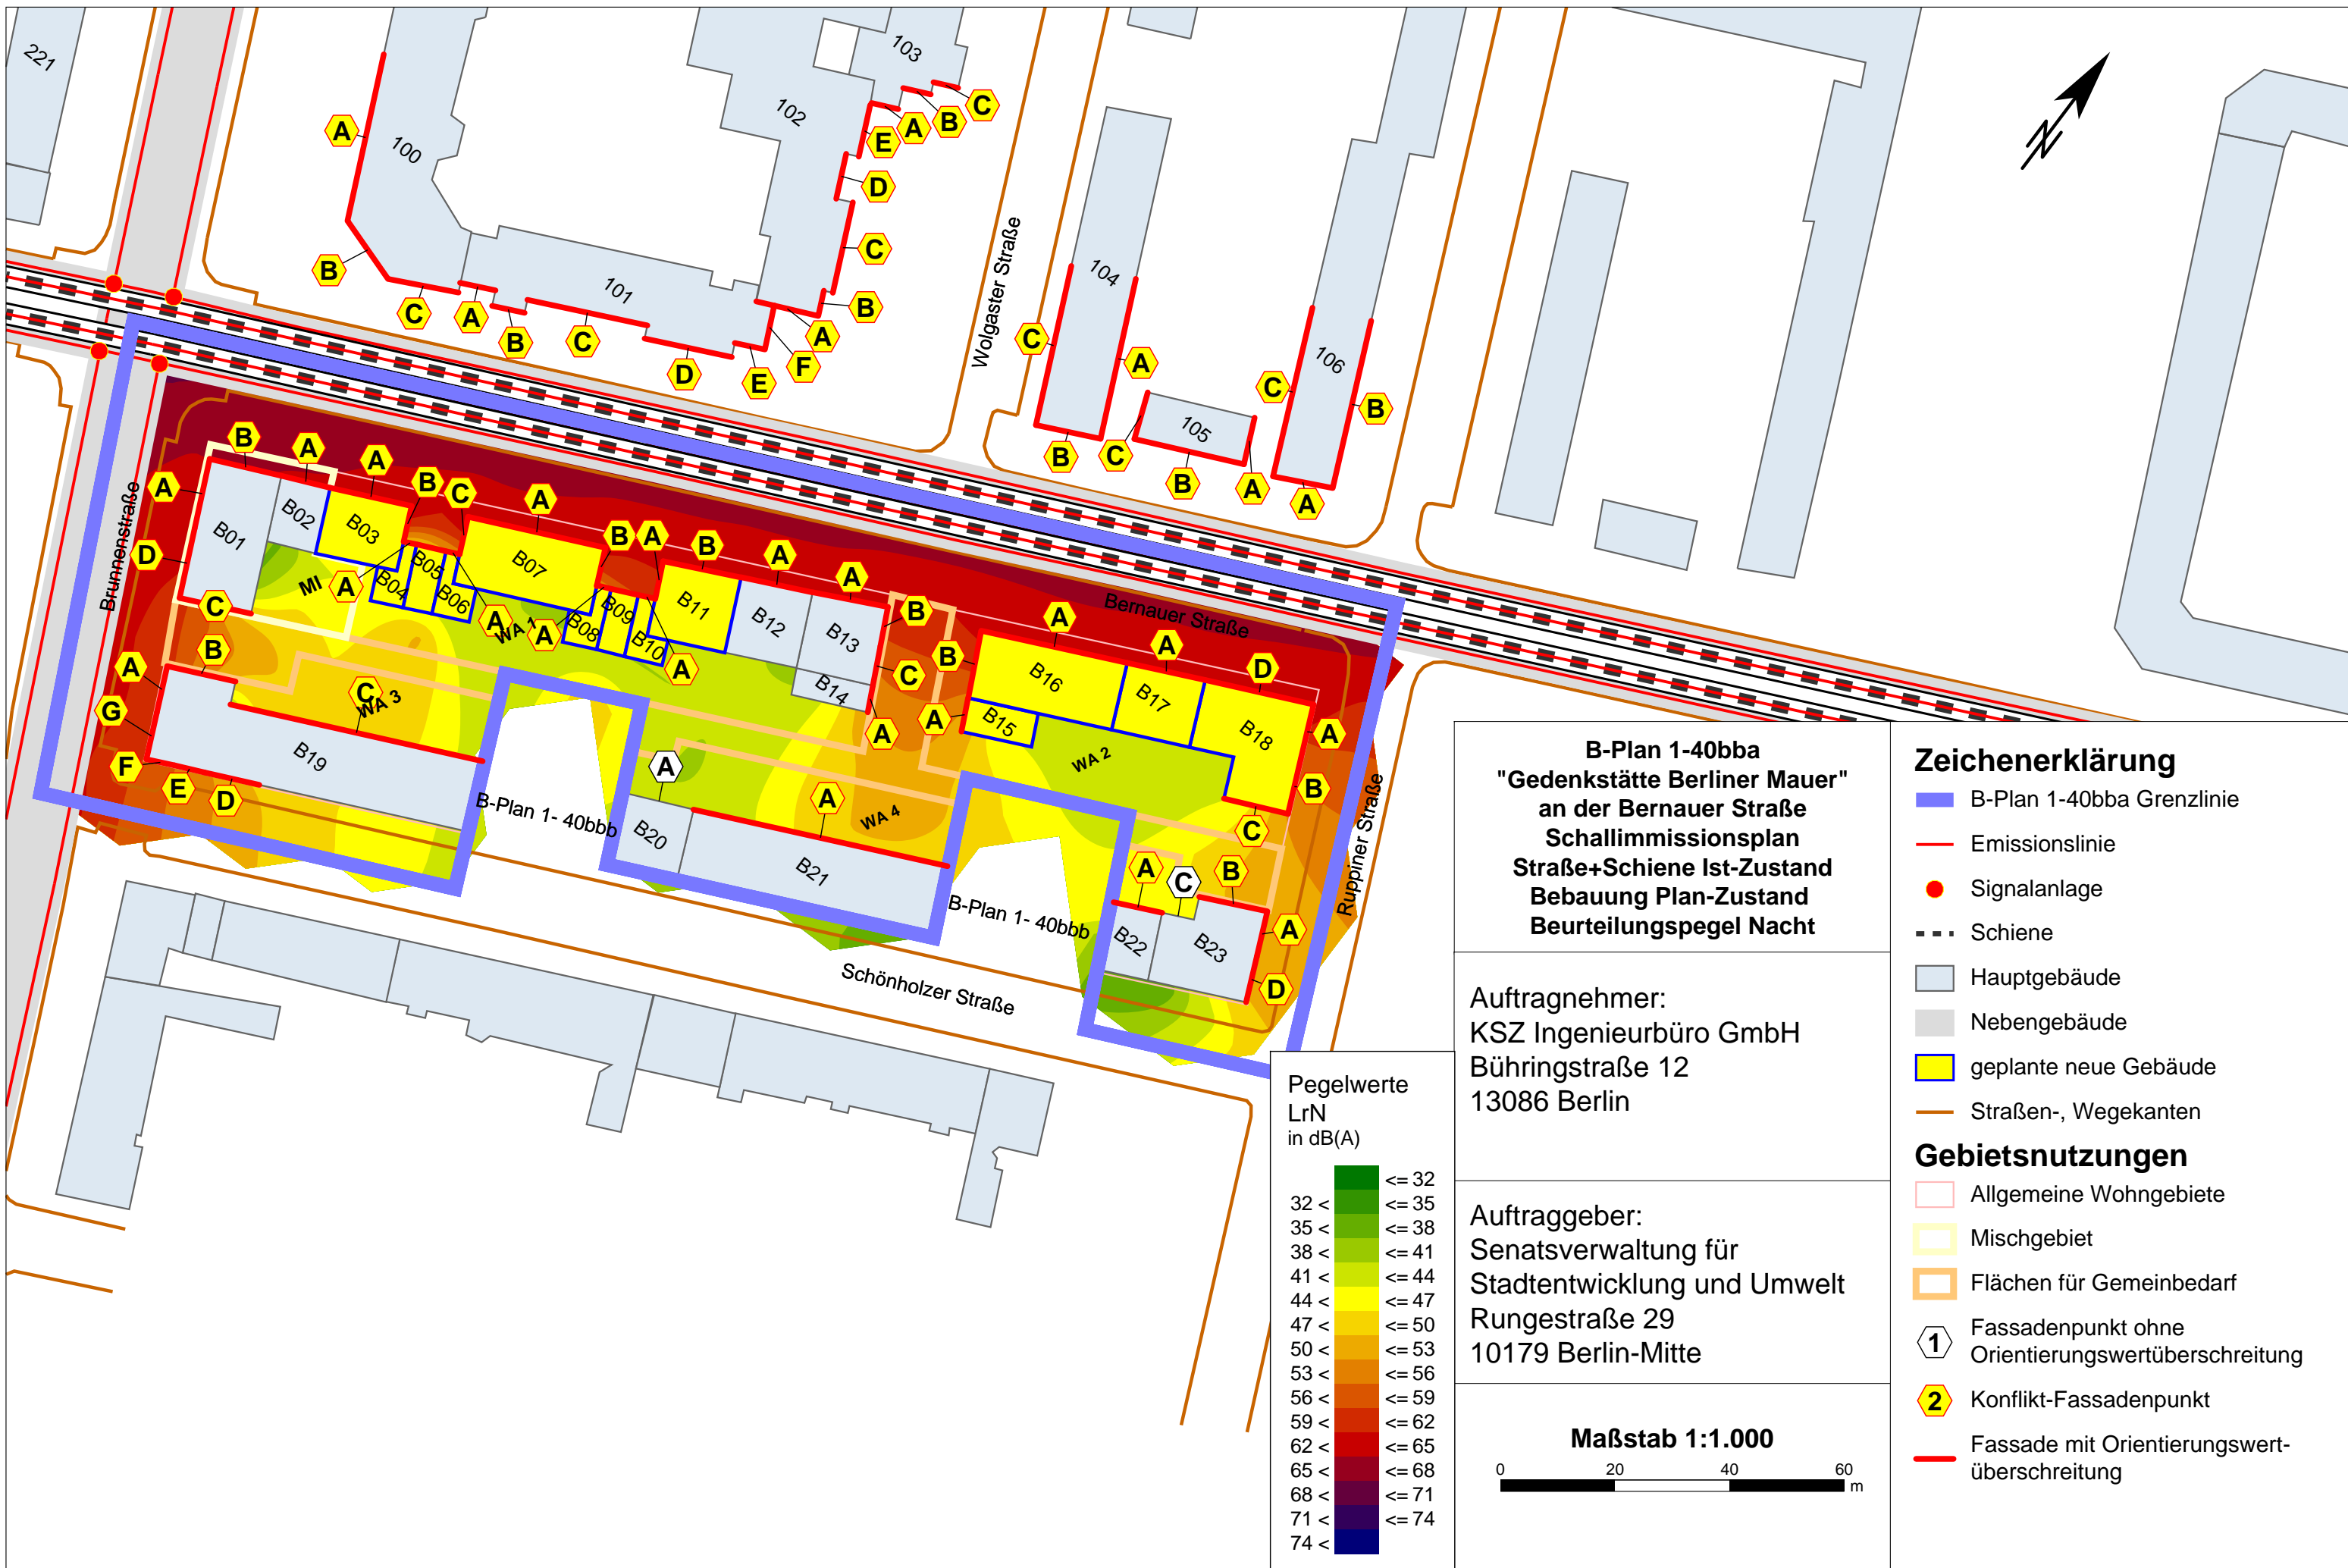 221
100
101
102
103
104
105
106
A
B
C
A
B
C
D
E
F
A
B
C
D
E
A
B
C
C
B
A
C
B
A
C
B
A
Wolgaster Straße
Brunnenstraße
Bernauer Straße
Ruppiner Straße
Schönholzer Straße
B
A
A
B
C
A
B
A
B
A
A
B
A
D
C
B
A
G
F
E
D
C
A
A
A
A
C
A
B
A
A
A
D
A
B
C
A
A
A
C
B
A
D
B01
B02
B03
B04
B05
B06
B07
B08
B09
B10
B11
B12
B13
B14
B15
B16
B17
B18
B19
B20
B21
B22
B23
MI
WA 1
WA 2
WA 3
WA 4
B-Plan 1- 40bbb
B-Plan 1- 40bbb
B-Plan 1-40bba
"Gedenkstätte Berliner Mauer"
an der Bernauer Straße
Schallimmissionsplan
Straße+Schiene Ist-Zustand
Bebauung Plan-Zustand
Beurteilungspegel Nacht
Auftragnehmer:
KSZ Ingenieurbüro GmbH
Bühringstraße 12
13086 Berlin
Auftraggeber:
Senatsverwaltung für
Stadtentwicklung und Umwelt
Rungestraße 29
10179 Berlin-Mitte
Maßstab 1:1.000
0 20 40 60
m
Pegelwerte
LrN
in dB(A)
<= 32
32 < <= 35
35 < <= 38
38 < <= 41
41 < <= 44
44 < <= 47
47 < <= 50
50 < <= 53
53 < <= 56
56 < <= 59
59 < <= 62
62 < <= 65
65 < <= 68
68 < <= 71
71 < <= 74
74 <
Zeichenerklärung
B-Plan 1-40bba Grenzlinie
Emissionslinie
Signalanlage
Schiene
Hauptgebäude
Nebengebäude
geplante neue Gebäude
Straßen-, Wegekanten
Gebietsnutzungen
Allgemeine Wohngebiete
Mischgebiet
Flächen für Gemeinbedarf
1
Fassadenpunkt ohne
Orientierungswertüberschreitung
2
Konflikt-Fassadenpunkt
Fassade mit Orientierungswert-
überschreitung
N